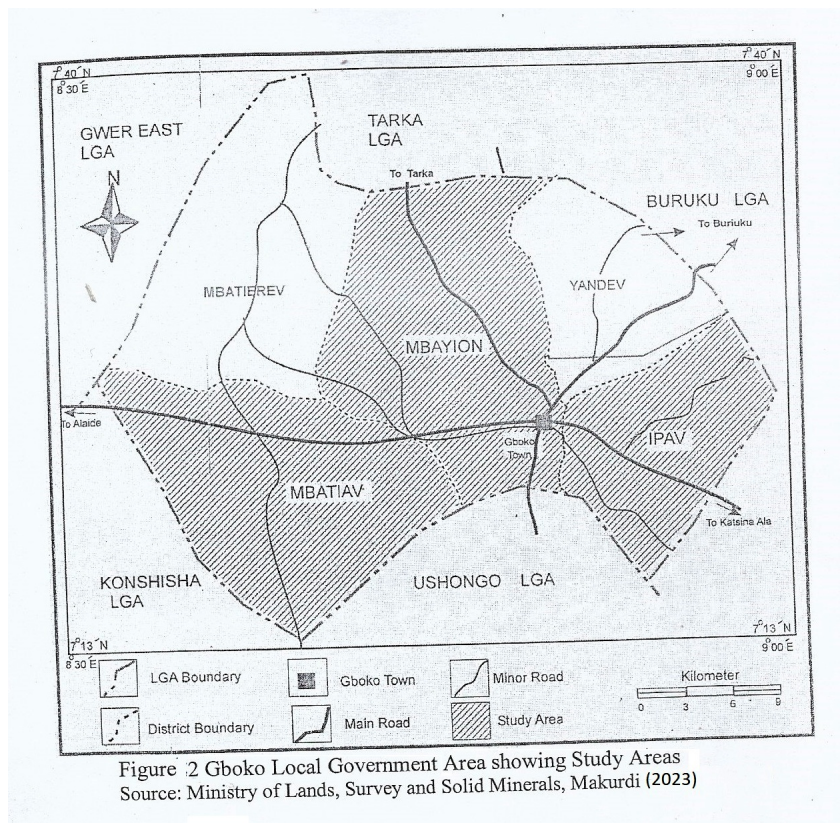 7°40´N
8°30´E
7°40´N
9°00´E
GWER EAST
LGA
TARKA
LGA
N
To Tarka
BURUKU LGA
To Buriuku
MBATIEREV
YANDEV
MBAYION
To Alaide
Gboko
Town
IPAV
MBATIAV
To Katsina Ala
KONSHISHA
LGA
USHONGO LGA
7°13´N
8°30´E
7°13´N
9°00´E
LGA Boundary
Gboko Town
Minor Road
Kilometer
0 3 6 9
District Boundary
Main Road
Study Area
Figure :2 Gboko Local Government Area showing Study Areas
Source: Ministry of Lands, Survey and Solid Minerals, Makurdi (2023)